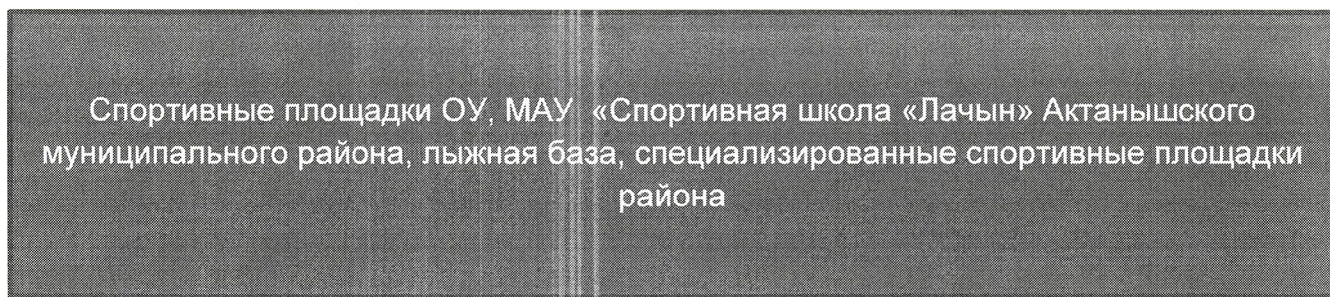 Спортивные площадки ОУ, МАУ «Спортивная школа «Лачын» Актанышского
муниципального района, лыжная база, специализированные спортивные площадки
района